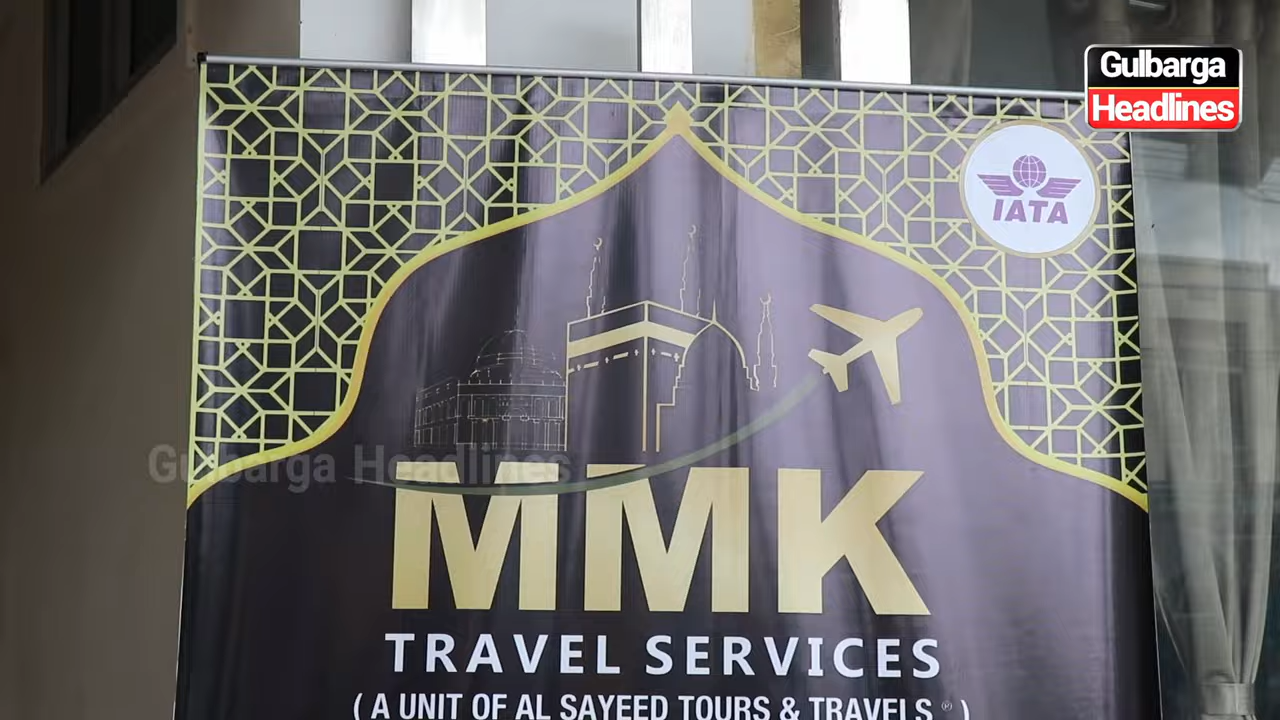 Gulbarga
Headlines
IATA
Gulbarga Headlines
MMK
TRAVEL SERVICES
( A UNIT OF AL SAYEED TOURS & TRAVELS ® )